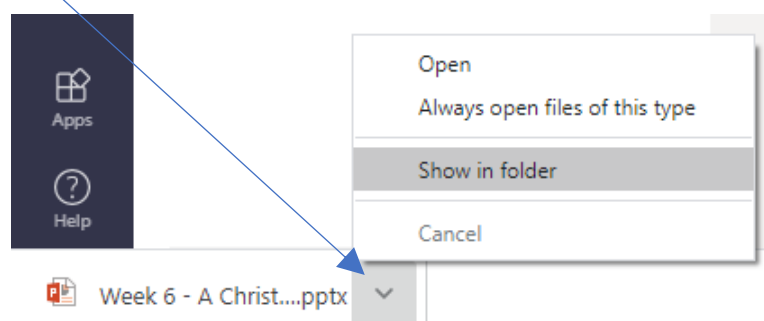 Apps
Help
Open
Always open files of this type
Show in folder
Cancel
Week 6 - A Christ....pptx